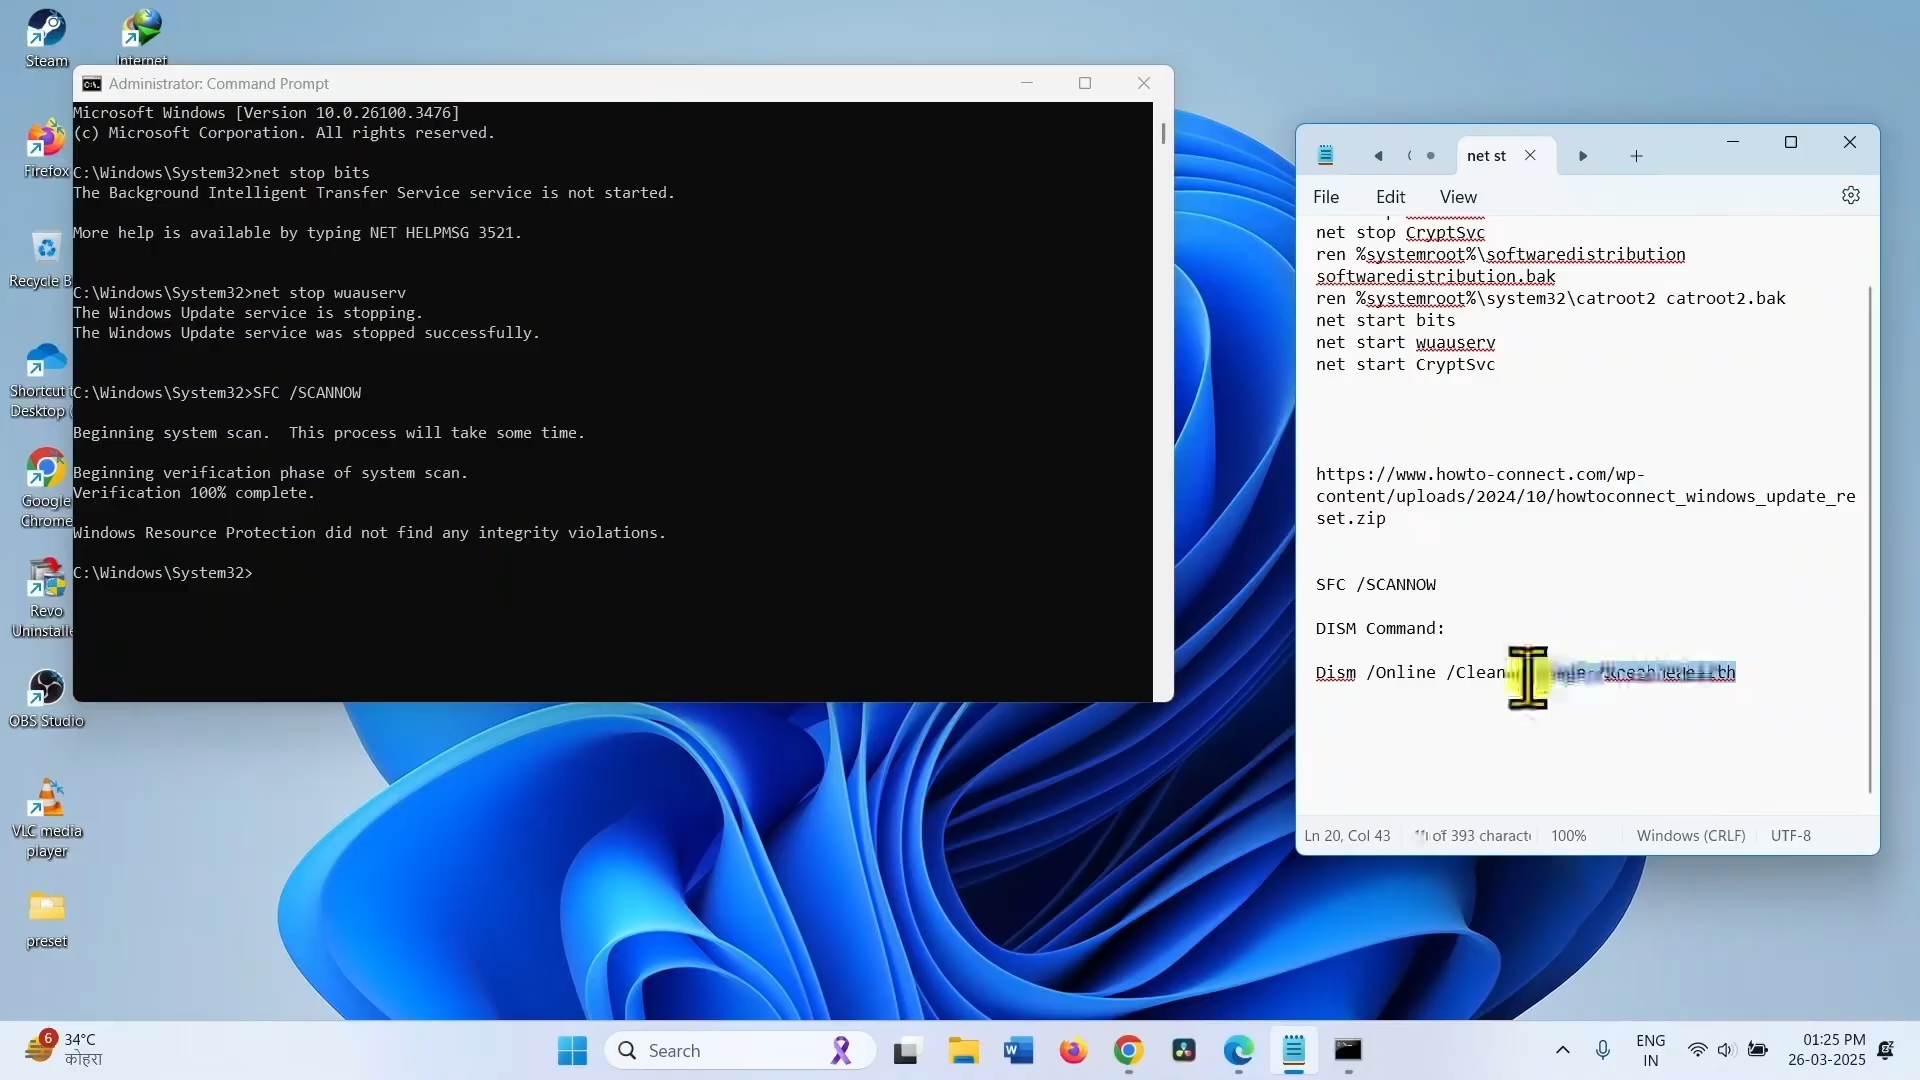 Steam
Internet
Firefox
Recycle B
Shortcut t
Desktop (
Google
Chrome
Revo
Uninstalle
OBS Studio
VLC media
player
preset
Administrator: Command Prompt
Microsoft Windows [Version 10.0.26100.3476]
(c) Microsoft Corporation. All rights reserved.
C:\Windows\System32>net stop bits
The Background Intelligent Transfer Service service is not started.
More help is available by typing NET HELPMSG 3521.
C:\Windows\System32>net stop wuauserv
The Windows Update service is stopping.
The Windows Update service was stopped successfully.
C:\Windows\System32>SFC /SCANNOW
Beginning system scan.  This process will take some time.
Beginning verification phase of system scan.
Verification 100% complete.
Windows Resource Protection did not find any integrity violations.
C:\Windows\System32>
net st
File Edit View
net stop CryptSvc
ren %systemroot%\softwaredistribution
softwaredistribution.bak
ren %systemroot%\system32\catroot2 catroot2.bak
net start bits
net start wuauserv
net start CryptSvc
https://www.howto-connect.com/wp-
content/uploads/2024/10/howtoconnect_windows_update_re
set.zip
SFC /SCANNOW
DISM Command:
Dism /Online /Clean
Ln 20, Col 43 of 393 characte 100% Windows (CRLF) UTF-8
6
34°C
कोहरा
Search
ENG
IN
01:25 PM
26-03-2025